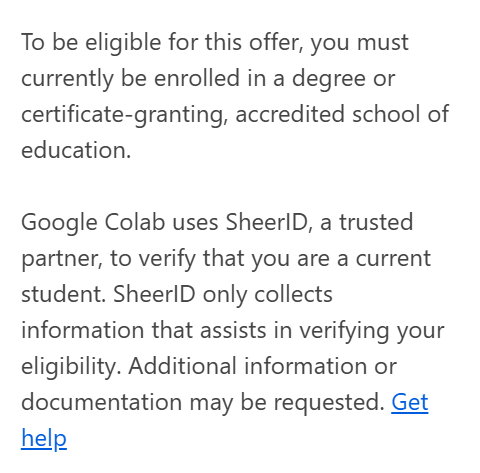 To be eligible for this offer, you must
currently be enrolled in a degree or
certificate-granting, accredited school of
education.
Google Colab uses SheerID, a trusted
partner, to verify that you are a current
student. SheerID only collects
information that assists in verifying your
eligibility. Additional information or
documentation may be requested. Get
help